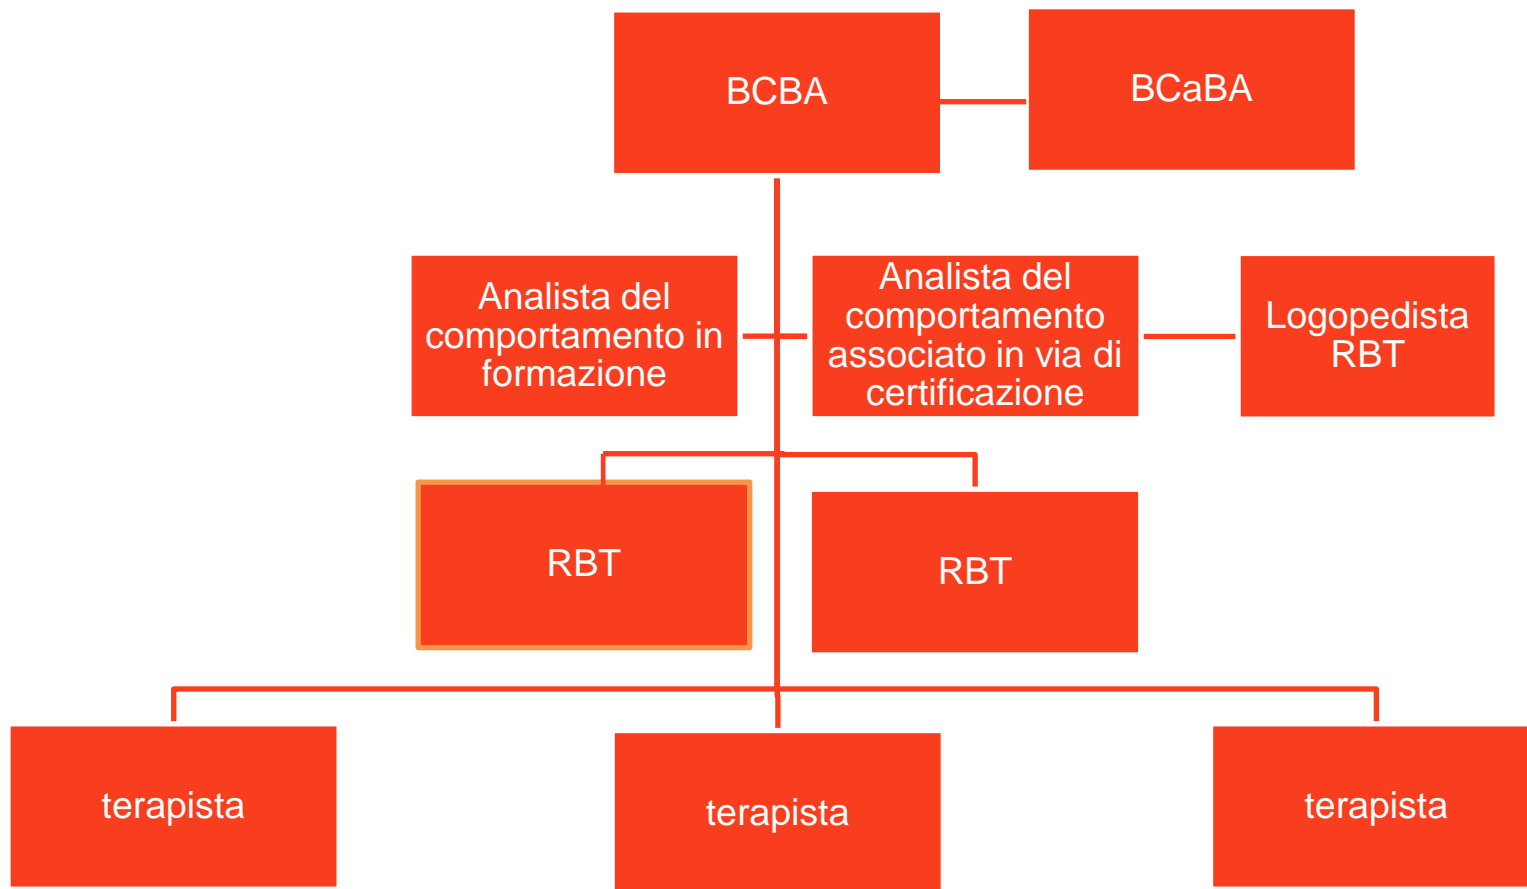 BCBA
BCaBA
Analista del
comportamento in
formazione
Analista del
comportamento
associato in via di
certificazione
Logopedista
RBT
RBT
RBT
terapista
terapista
terapista